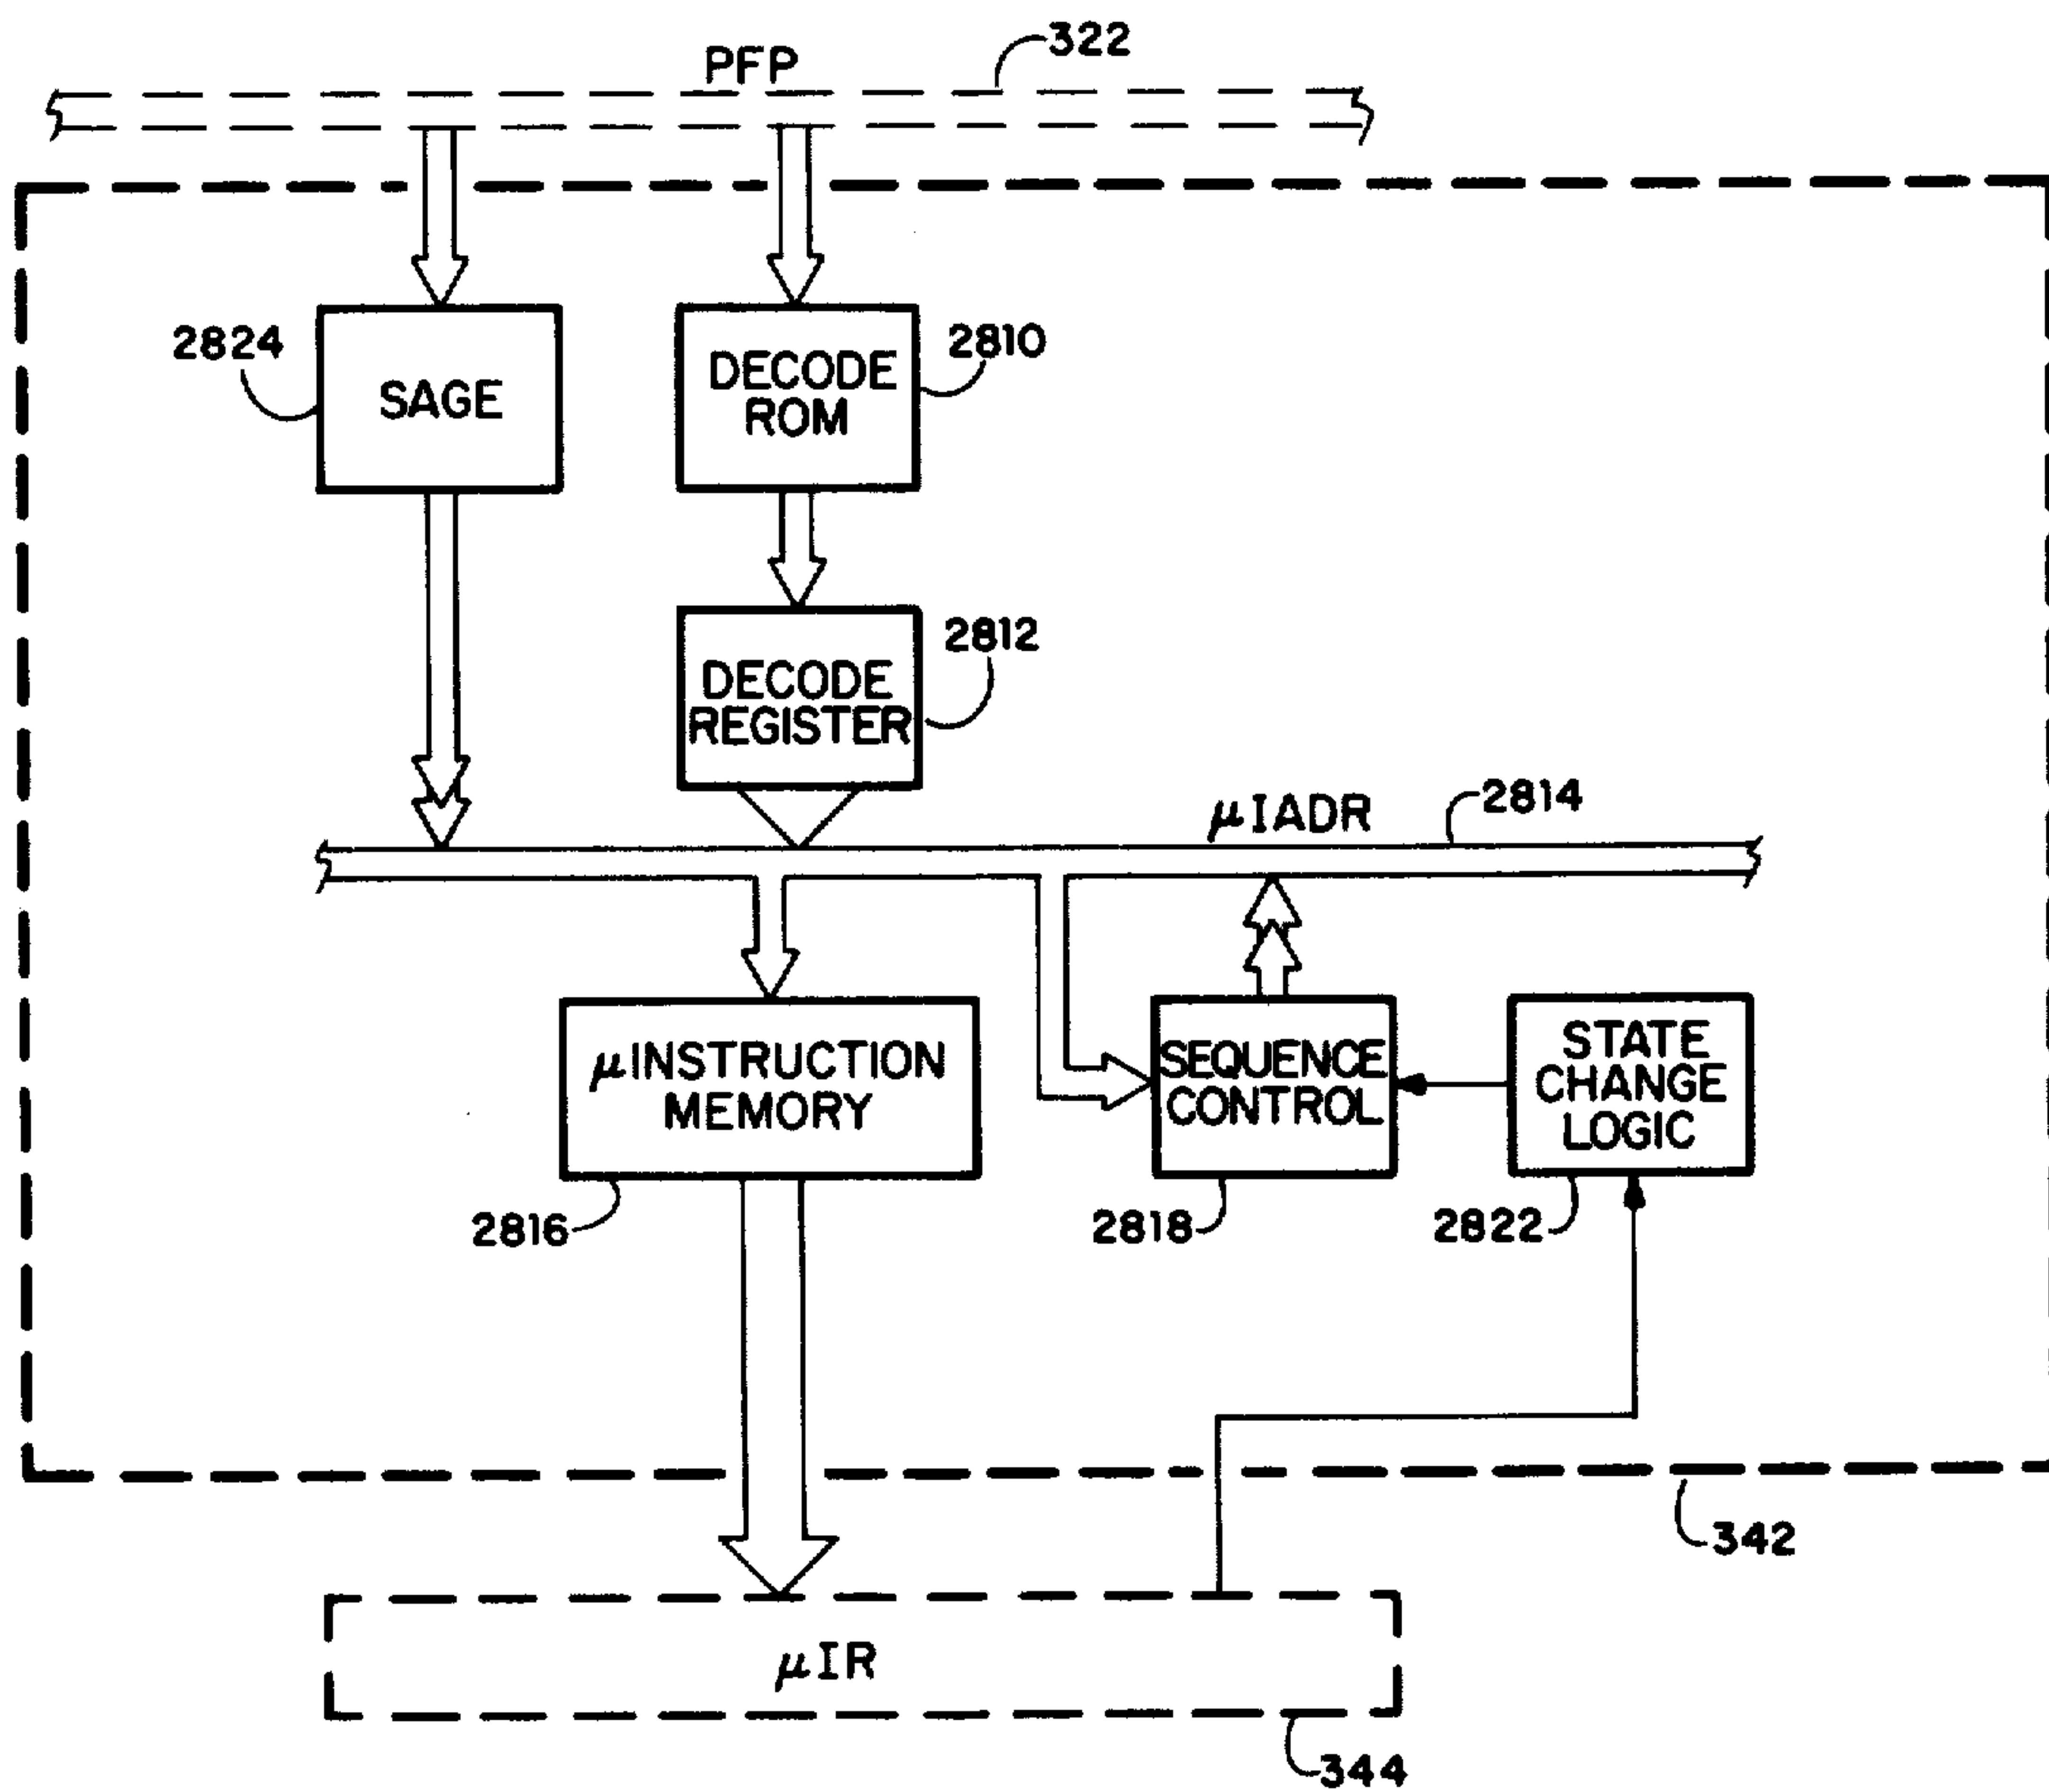 322
PFP
2824
SAGE
DECODE
ROM
2810
DECODE
REGISTER
2812
μIADR
2814
μINSTRUCTION
MEMORY
2816
SEQUENCE
CONTROL
2818
STATE
CHANGE
LOGIC
2822
342
μIR
344